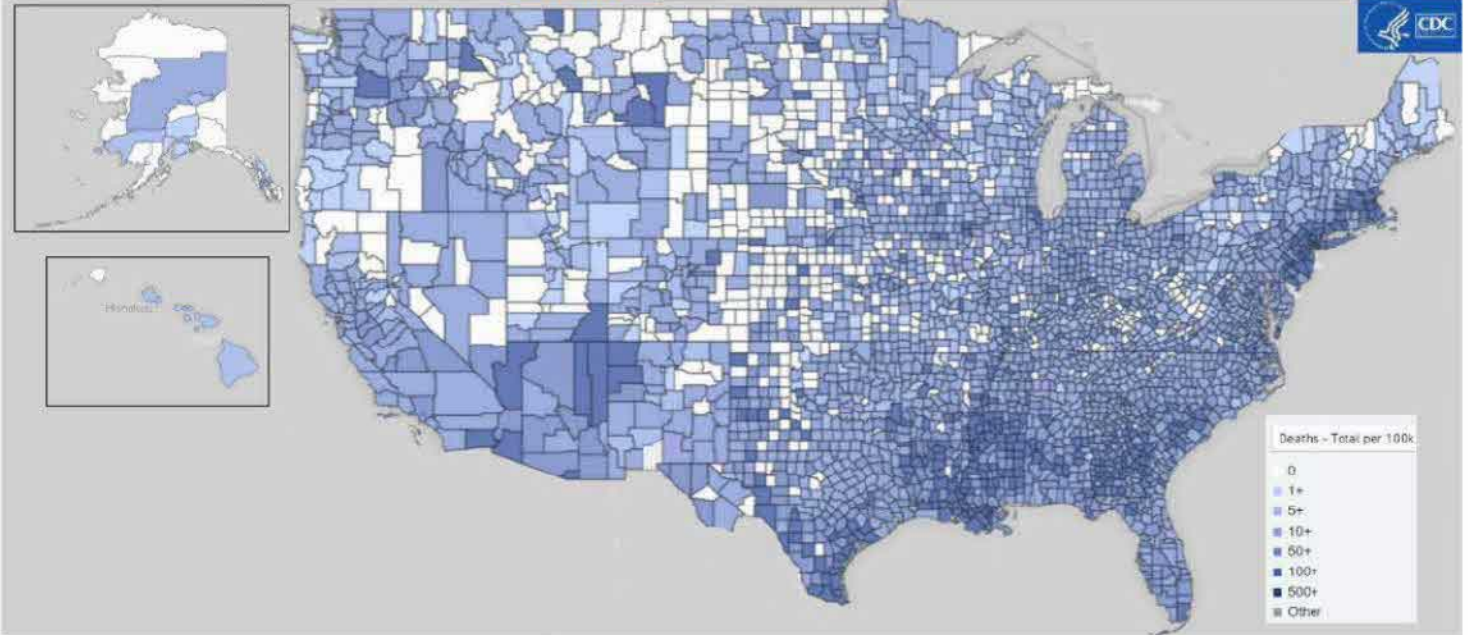 CDC
Honolulu
Deaths - Total per 100k
0
1+
5+
10+
50+
100+
500+
Other